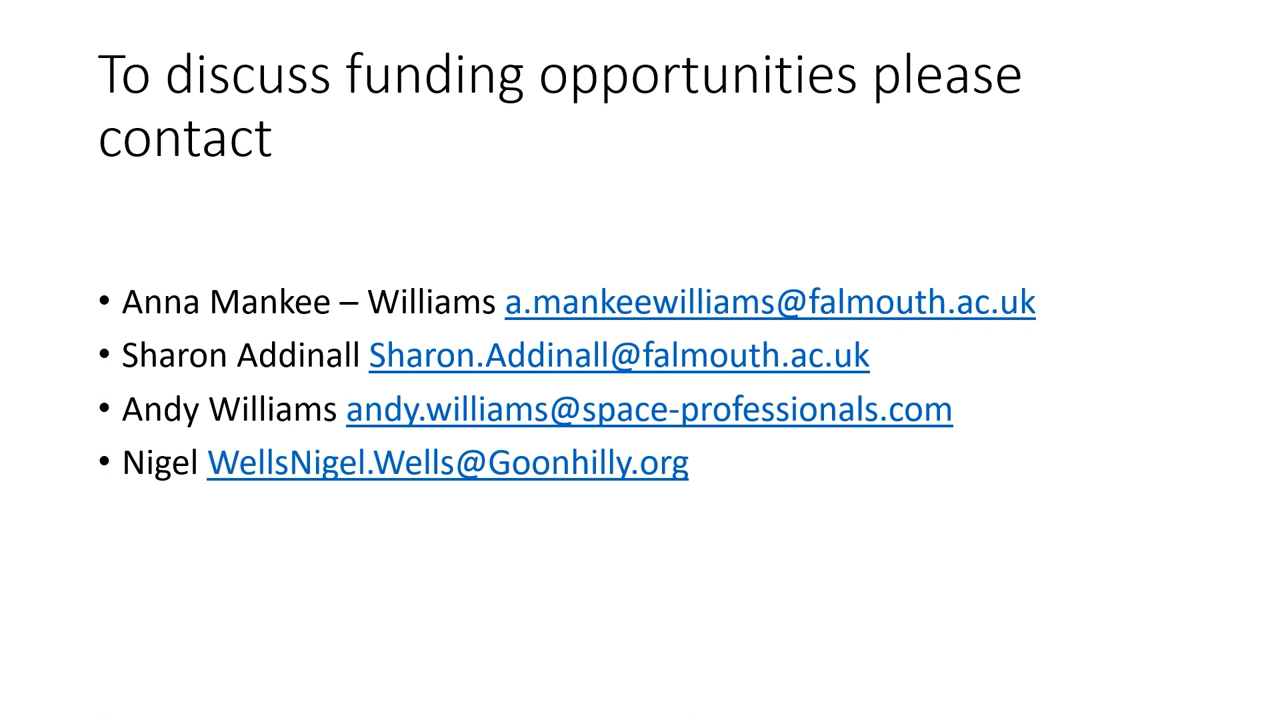 To discuss funding opportunities please
contact
• Anna Mankee – Williams a.mankeewilliams@falmouth.ac.uk
• Sharon Addinall Sharon.Addinall@falmouth.ac.uk
• Andy Williams andy.williams@space-professionals.com
• Nigel WellsNigel.Wells@Goonhilly.org